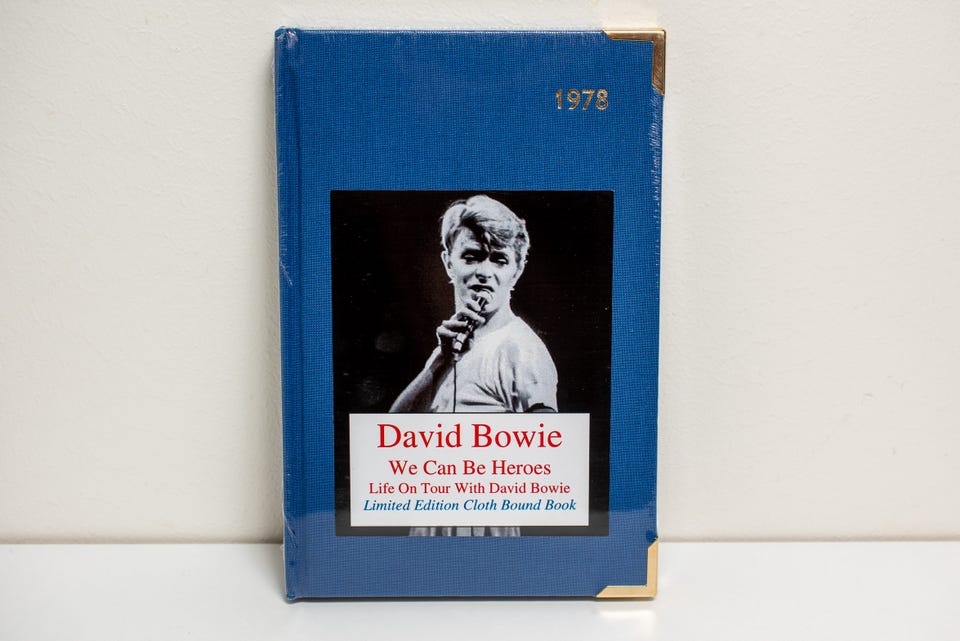 1978
David Bowie
We Can Be Heroes
Life On Tour With David Bowie
Limited Edition Cloth Bound Book